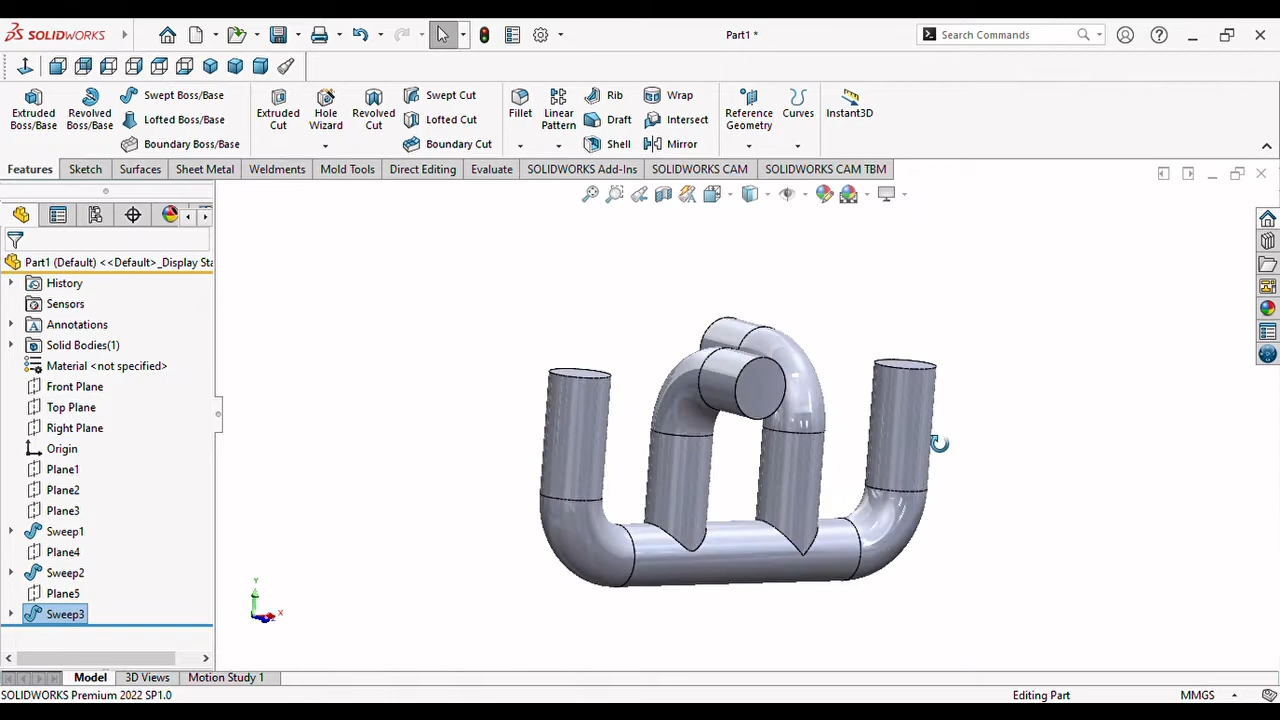 SOLIDWORKS
Part1 *
Search Commands
Extruded Boss/Base
Revolved Boss/Base
Swept Boss/Base
Lofted Boss/Base
Boundary Boss/Base
Extruded Cut
Hole Wizard
Revolved Cut
Swept Cut
Lofted Cut
Boundary Cut
Fillet
Linear Pattern
Rib
Draft
Shell
Wrap
Intersect
Mirror
Reference Geometry
Curves
Instant3D
Features
Sketch
Surfaces
Sheet Metal
Weldments
Mold Tools
Direct Editing
Evaluate
SOLIDWORKS Add-Ins
SOLIDWORKS CAM
SOLIDWORKS CAM TBM
Part1 (Default) <<Default>_Display Sta
History
Sensors
Annotations
Solid Bodies(1)
Material <not specified>
Front Plane
Top Plane
Right Plane
Origin
Plane1
Plane2
Plane3
Sweep1
Plane4
Sweep2
Plane5
Sweep3
Y
X
Model
3D Views
Motion Study 1
SOLIDWORKS Premium 2022 SP1.0
Editing Part
MMGS